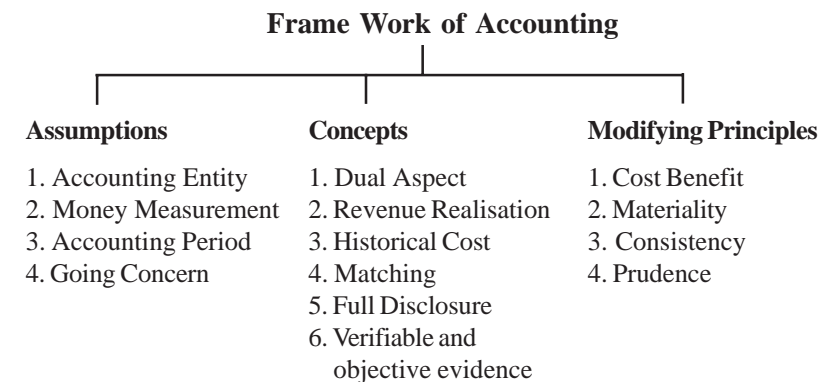 Frame Work of Accounting
Assumptions
1. Accounting Entity
2. Money Measurement
3. Accounting Period
4. Going Concern
Concepts
1. Dual Aspect
2. Revenue Realisation
3. Historical Cost
4. Matching
5. Full Disclosure
6. Verifiable and
objective evidence
Modifying Principles
1. Cost Benefit
2. Materiality
3. Consistency
4. Prudence